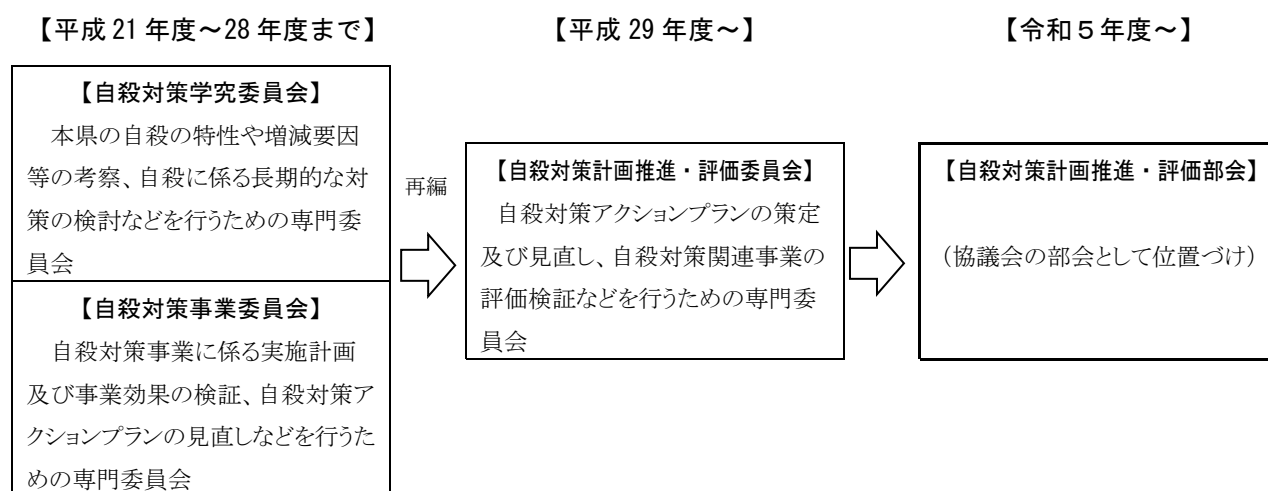 【平成 21 年度～28 年度まで】
【平成 29 年度～】
【令和５年度～】
【自殺対策学究委員会】
本県の自殺の特性や増減要因
等の考察、自殺に係る長期的な対
策の検討などを行うための専門委
員会
【自殺対策事業委員会】
自殺対策事業に係る実施計画
及び事業効果の検証、自殺対策ア
クションプランの見直しなどを行うた
めの専門委員会
再編
【自殺対策計画推進・評価委員会】
自殺対策アクションプランの策定
及び見直し、自殺対策関連事業の
評価検証などを行うための専門委
員会
【自殺対策計画推進・評価部会】
（協議会の部会として位置づけ）